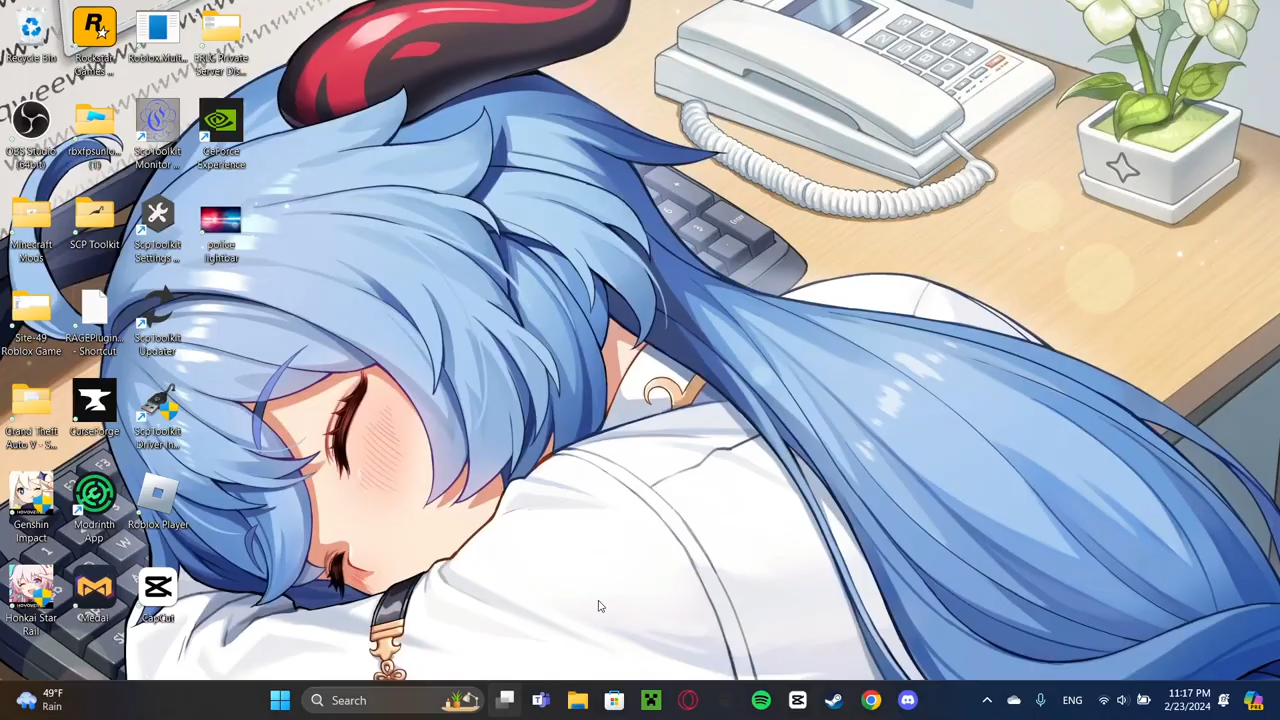 Recycle Bin
Rockstar Games ...
Roblox.Mult...
ERLC Private Server Dis...
OBS Studio (64bit)
rbxfpsunlo... (1)
ScpToolkit Monitor ...
GeForce Experience
Minecraft Mods
SCP Toolkit
ScpToolkit Settings ...
police lightbar
Site-49 Roblox Game
RAGEPlugin... - Shortcut
ScpToolkit Updater
Grand Theft Auto V - S...
CurseForge
ScpToolkit Driver In...
Genshin Impact
Modrinth App
Roblox Player
Honkai Star Rail
Medal
CapCut
49°F
Rain
Search
ENG
11:17 PM
2/23/2024